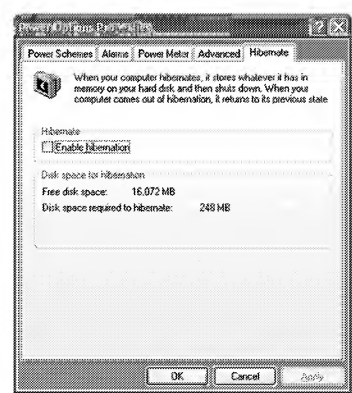 Power Options Properties
Power Schemes Alarms Power Meter Advanced Hibernate
When your computer hibernates, it stores whatever it has in
memory on your hard disk and then shuts down. When your
computer comes out of hibernation, it returns to its previous state
Hibernate
Enable hibernation
Disk space for hibernation
Free disk space: 16,072 MB
Disk space required to hibernate: 248 MB
OK Cancel Apply